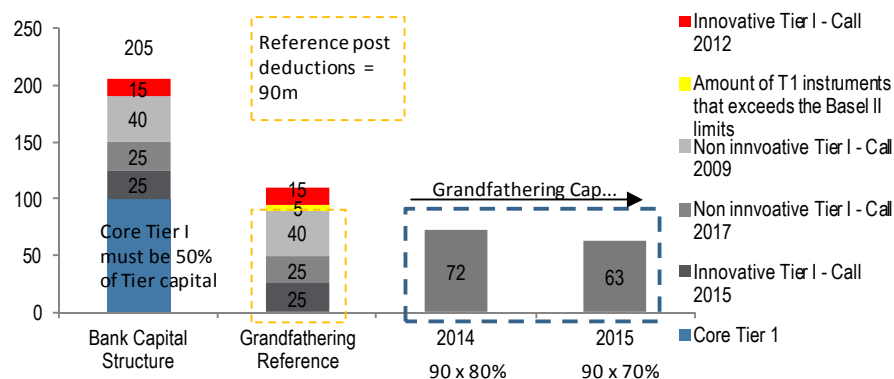 250
200
150
100
50
0
205
15
40
25
25
Core Tier I
must be 50%
of Tier capital
Reference post
deductions =
90m
15
5
40
25
25
Grandfathering Cap...
72
63
Bank Capital
Structure
Grandfathering
Reference
2014
2015
90 x 80%
90 x 70%
Innovative Tier I - Call
2012
Amount of T1 instruments
that exceeds the Basel II
limits
Non innvoative Tier I - Call
2009
Non innvoative Tier I - Call
2017
Innovative Tier I - Call
2015
Core Tier 1